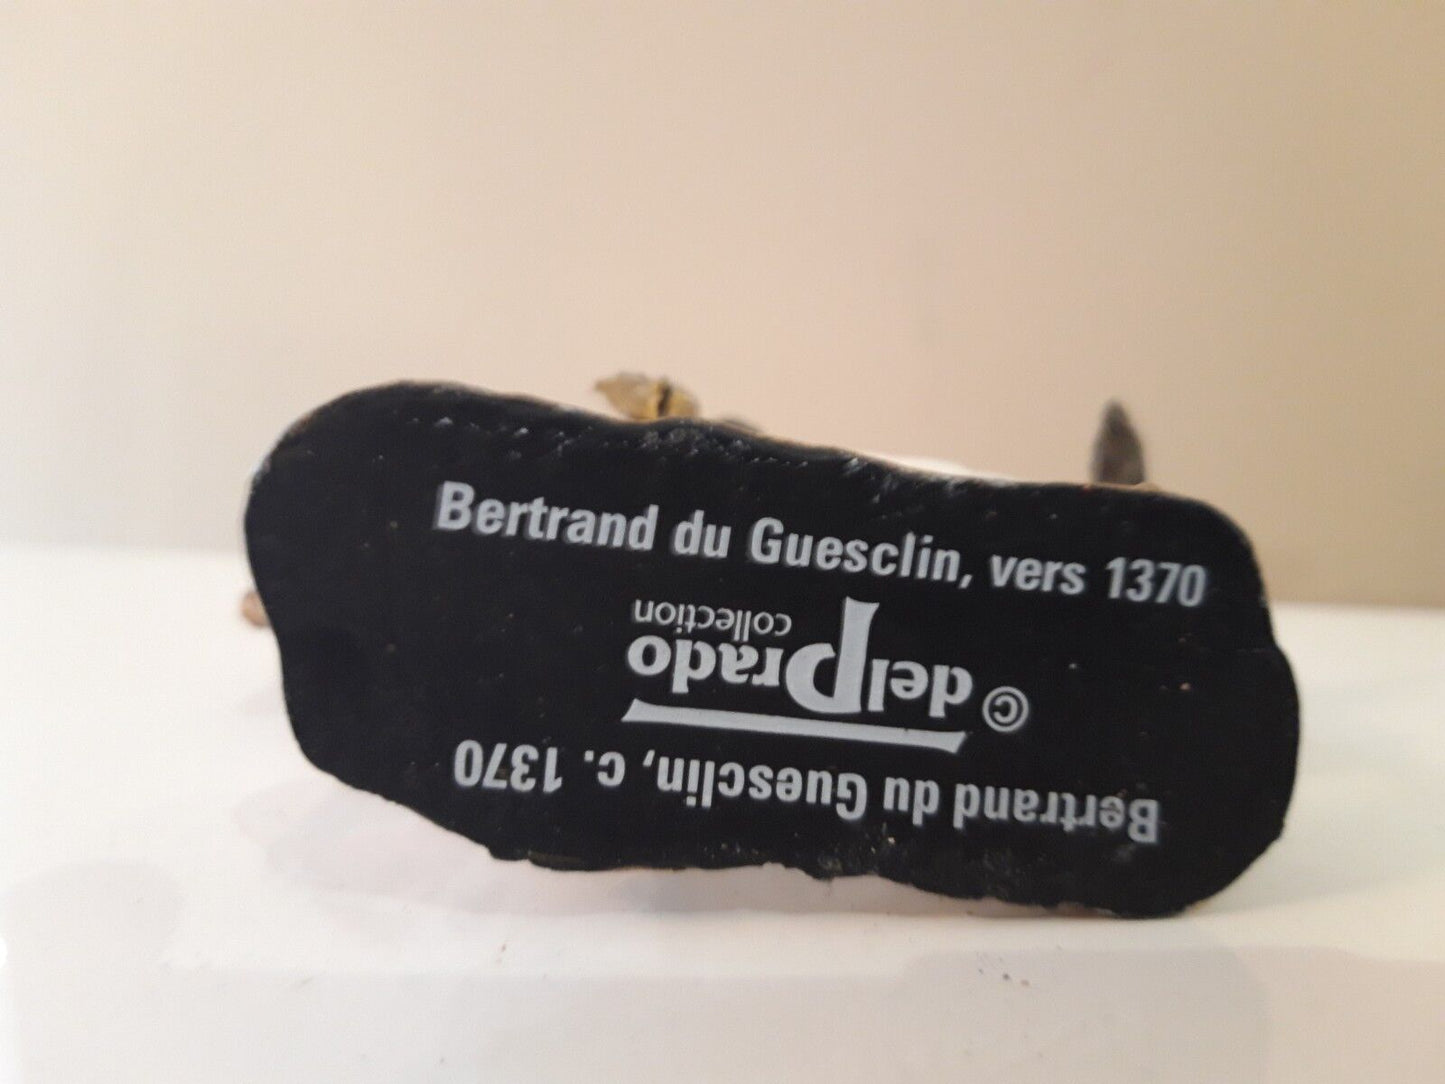 Bertrand du Guesclin, vers 1370
Bertrand du Guesclin, c. 1370
© delPrado
collection